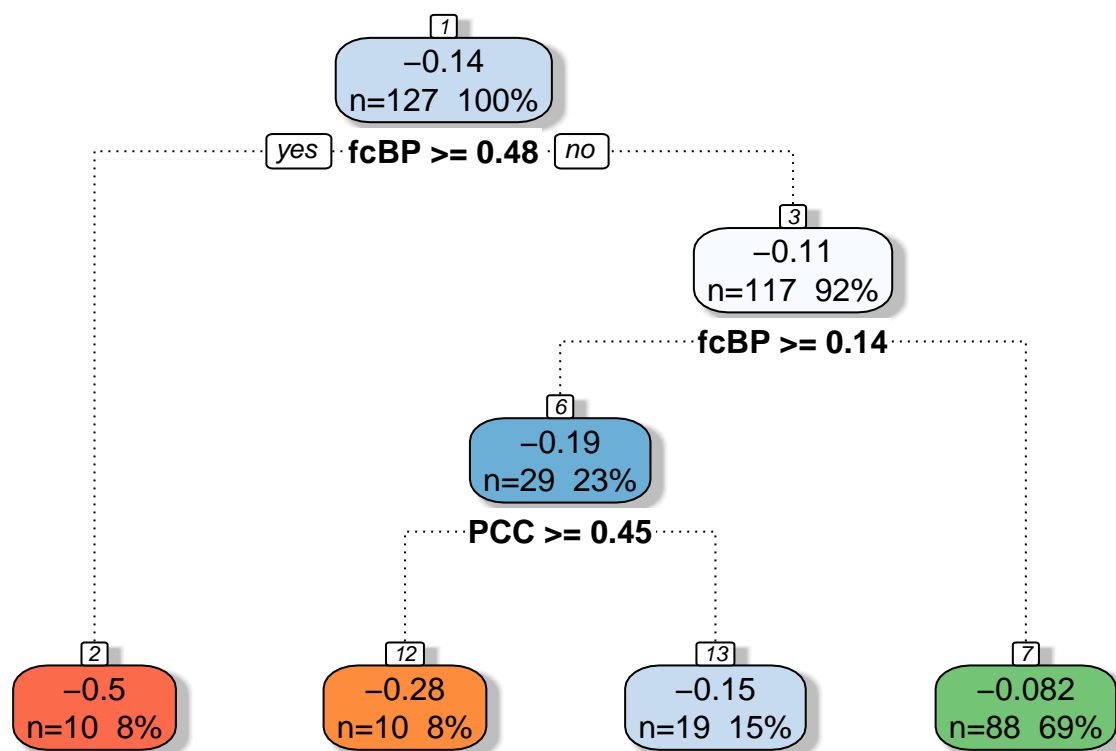 1
−0.14
n=127 100%
yes fcBP >= 0.48 no
3
−0.11
n=117 92%
fcBP >= 0.14
6
−0.19
n=29 23%
PCC >= 0.45
2
−0.5
n=10 8%
12
−0.28
n=10 8%
13
−0.15
n=19 15%
7
−0.082
n=88 69%